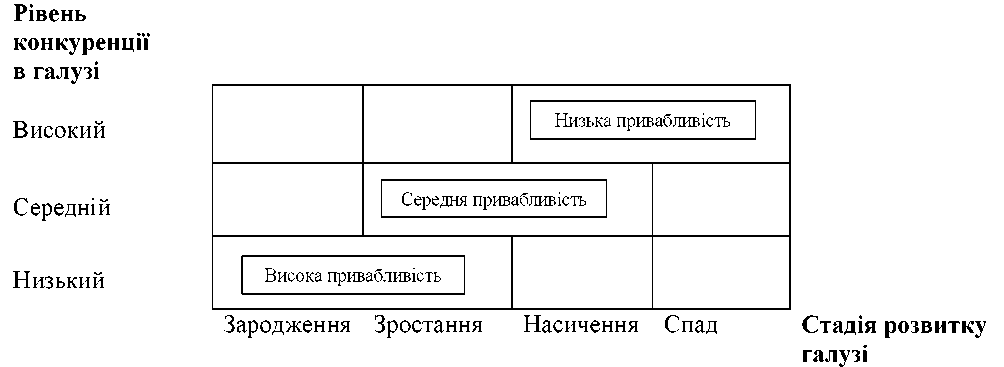 Рівень
конкуренції
в галузі
Високий
Низька привабливість
Середній
Середня привабливість
Низький
Висока привабливість
Зародження Зростання Насичення Спад
Стадія розвитку
галузі